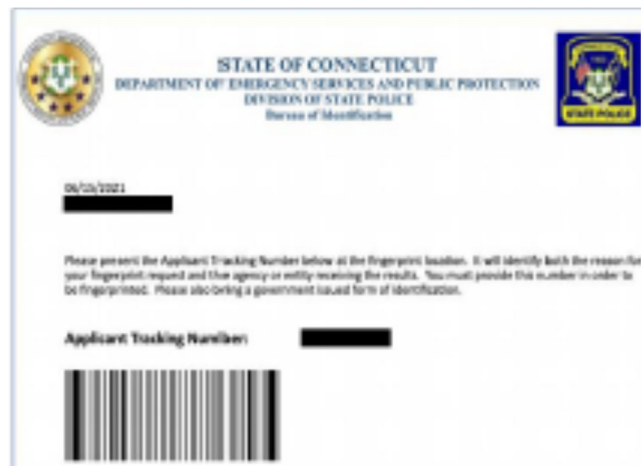 STATE OF CONNECTICUT
DEPARTMENT OF EMERGENCY SERVICES AND PUBLIC PROTECTION
DIVISION OF STATE POLICE
Bureau of Identification
STATE POLICE
Please present the Applicant Tracking Number below at the fingerprint location. It will identify both the reason for
your fingerprint request and the agency or entity receiving the results. You must provide this number in order to
be fingerprinted. Please also bring a government issued form of identification.
Applicant Tracking Number: